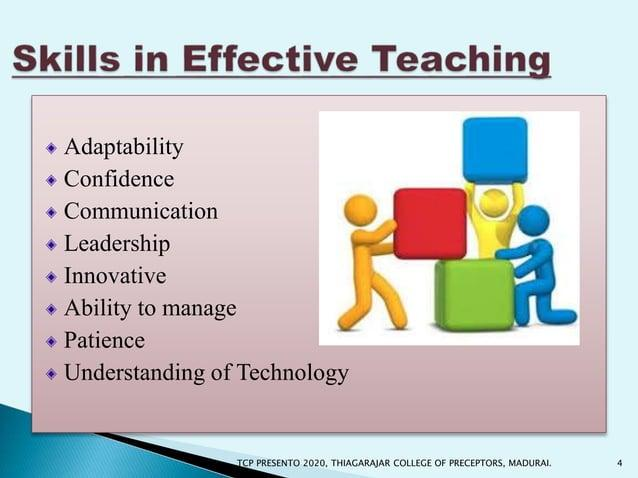 Skills in Effective Teaching
Adaptability
Confidence
Communication
Leadership
Innovative
Ability to manage
Patience
Understanding of Technology
TCP PRESENTO 2020, THIAGARAJAR COLLEGE OF PRECEPTORS, MADURAI. 4